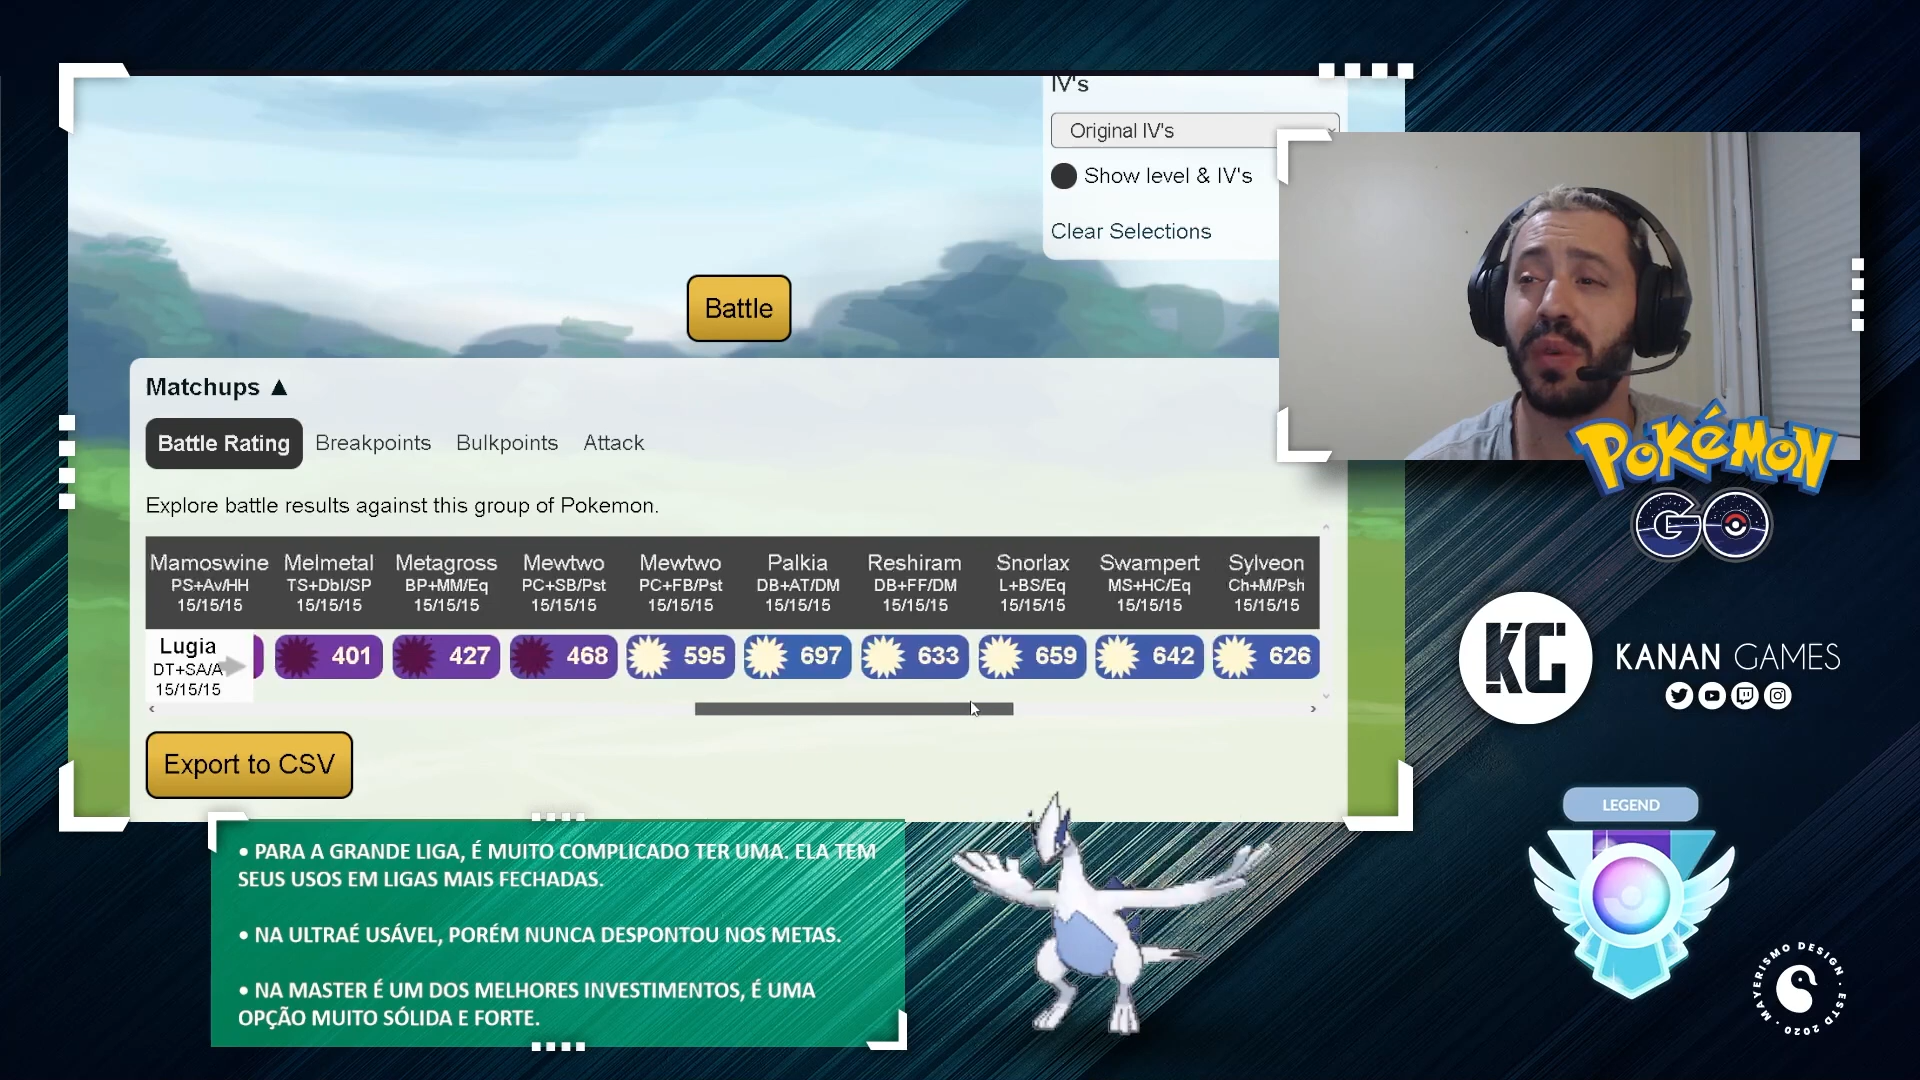 IV's
Original IV's
Show level & IV's
Clear Selections
Battle
Matchups ▲
Battle Rating Breakpoints Bulkpoints Attack
Explore battle results against this group of Pokemon.
Mamoswine Melmetal Metagross Mewtwo Mewtwo Palkia Reshiram Snorlax Swampert Sylveon
PS+Av/HH TS+Dbl/SP BP+MM/Eq PC+SB/Pst PC+FB/Pst DB+AT/DM DB+FF/DM L+BS/Eq MS+HC/Eq Ch+M/Psh
15/15/15 15/15/15 15/15/15 15/15/15 15/15/15 15/15/15 15/15/15 15/15/15 15/15/15 15/15/15
Lugia
DT+SA/A
15/15/15
401 427 468 595 697 633 659 642 626
Export to CSV
• PARA A GRANDE LIGA, É MUITO COMPLICADO TER UMA. ELA TEM
SEUS USOS EM LIGAS MAIS FECHADAS.
• NA ULTRAÉ USÁVEL, PORÉM NUNCA DESPONTOU NOS METAS.
• NA MASTER É UM DOS MELHORES INVESTIMENTOS, É UMA
OPÇÃO MUITO SÓLIDA E FORTE.
POKéMON
GO
KG
KANAN GAMES
LEGEND
MAYERISMO DESIGN · ESTD 2020 ·